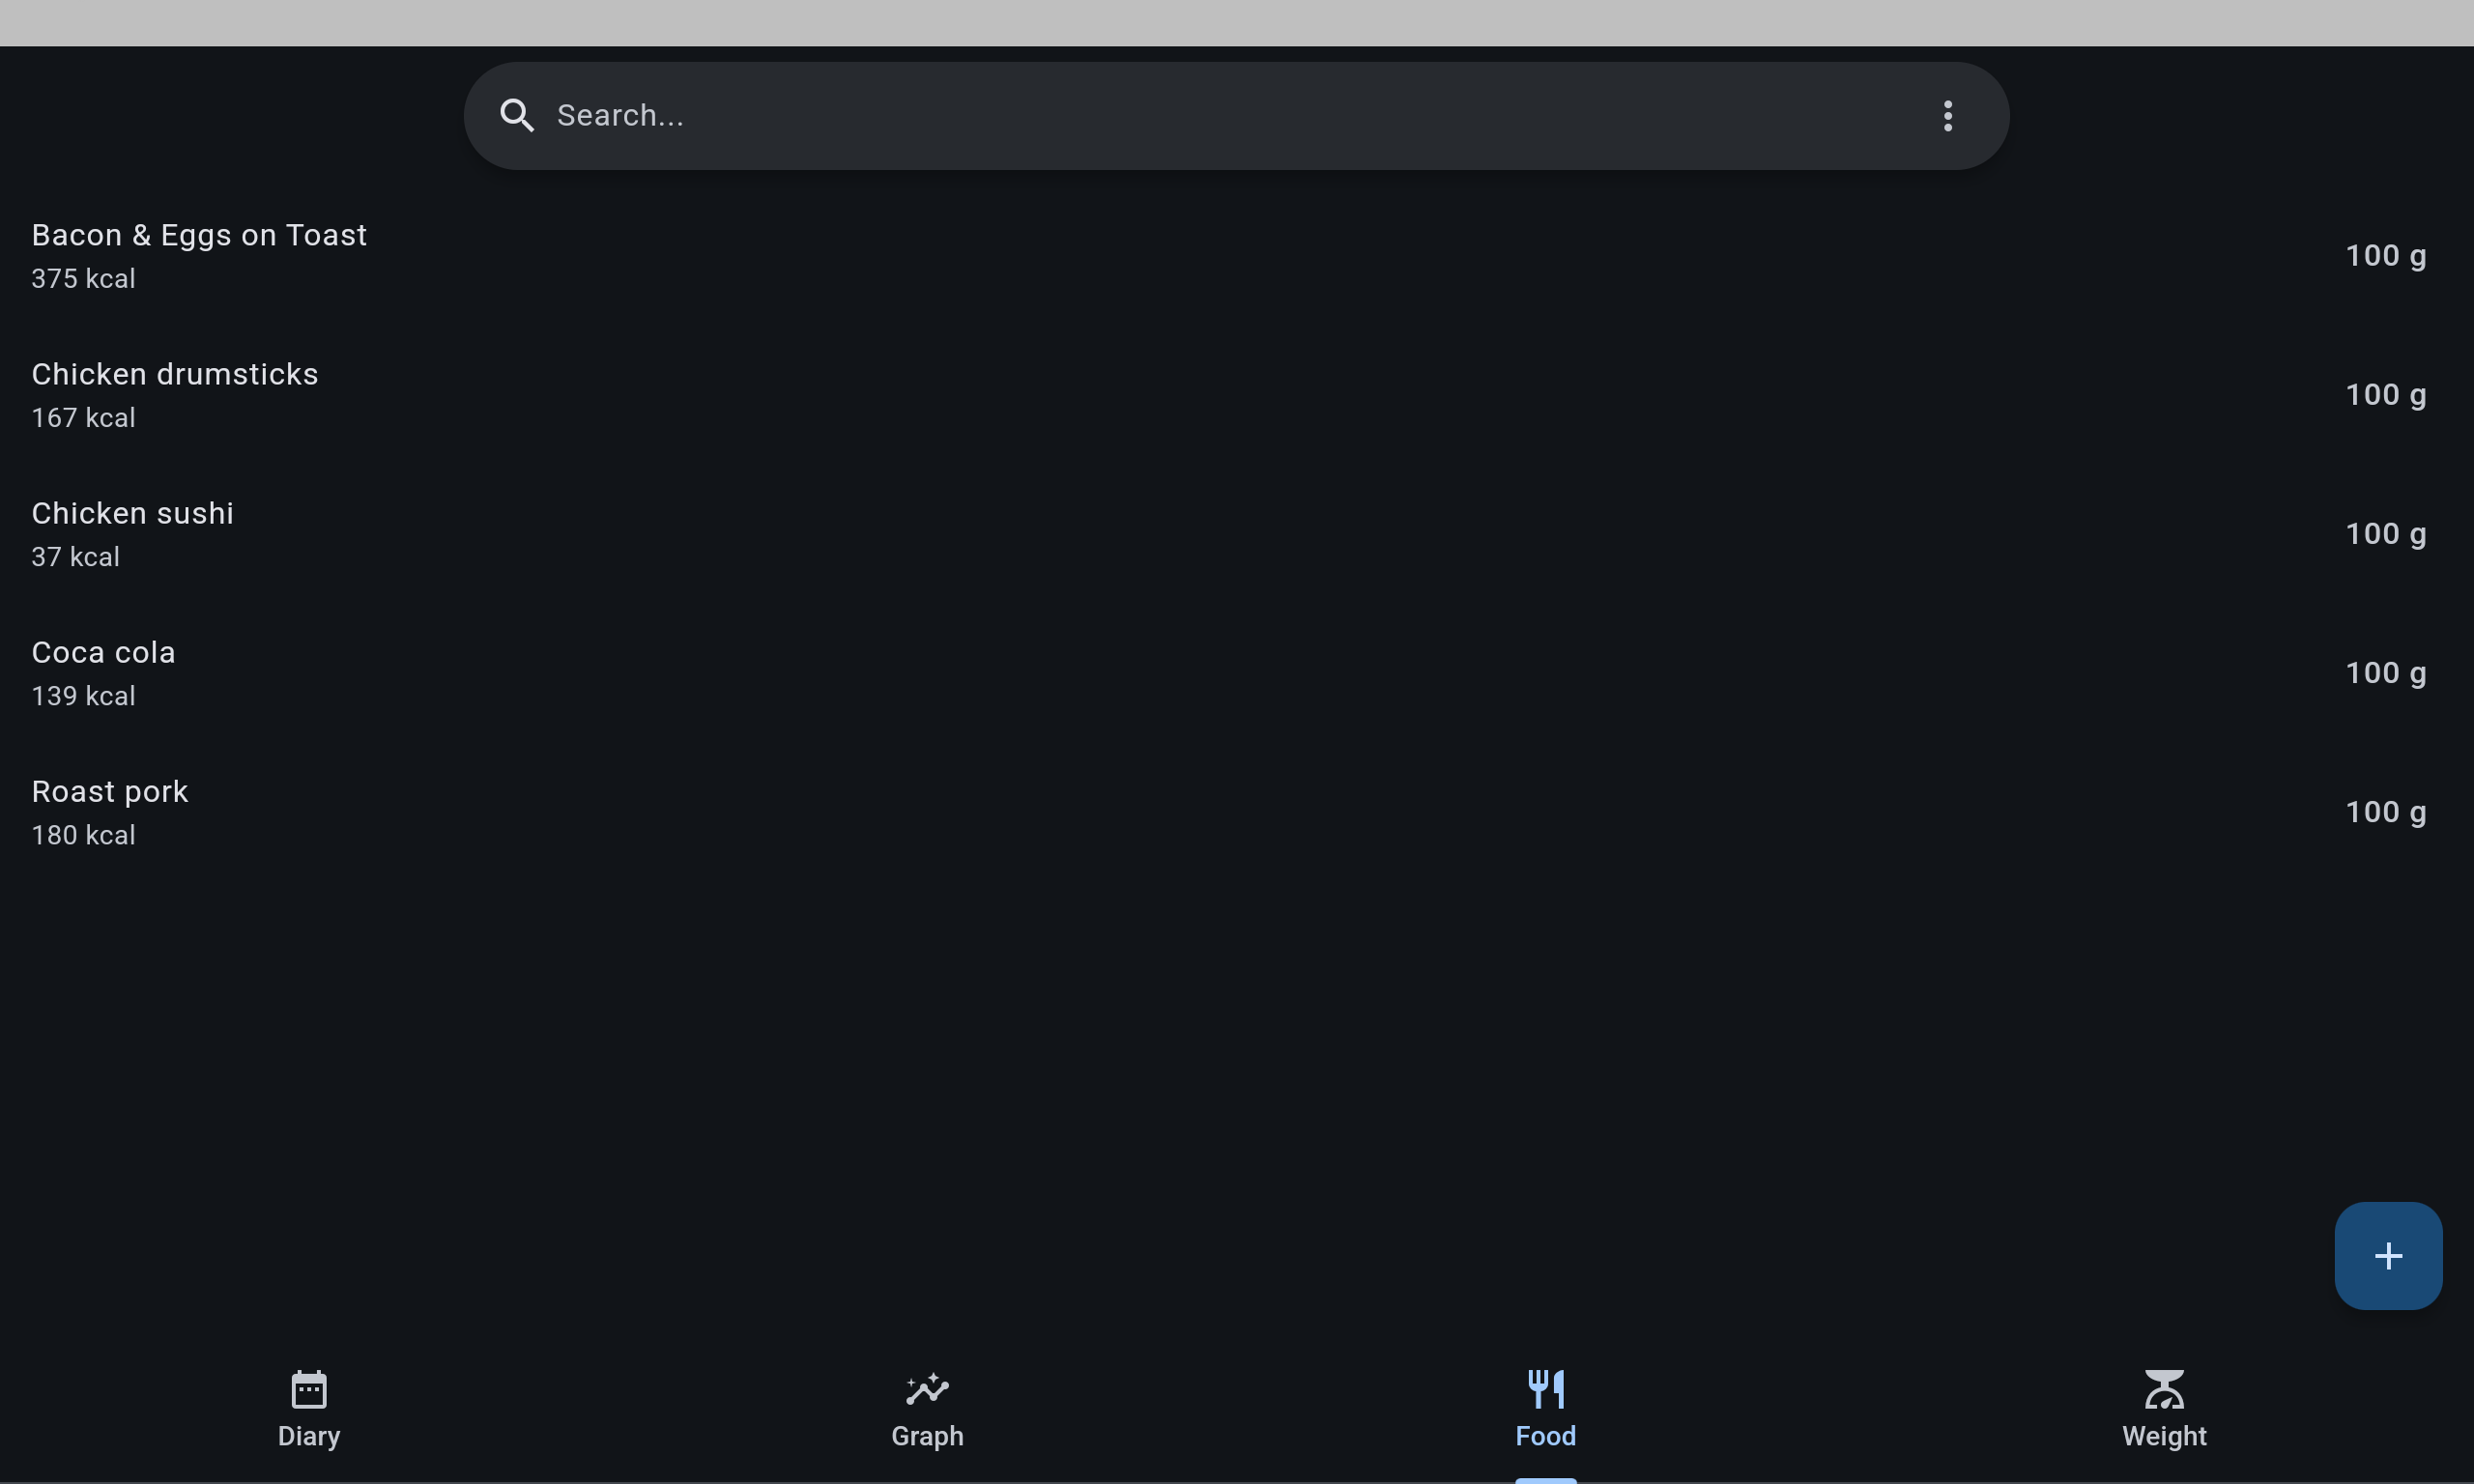 Search...
Bacon & Eggs on Toast
375 kcal
100 g
Chicken drumsticks
167 kcal
100 g
Chicken sushi
37 kcal
100 g
Coca cola
139 kcal
100 g
Roast pork
180 kcal
100 g
Diary
Graph
Food
Weight